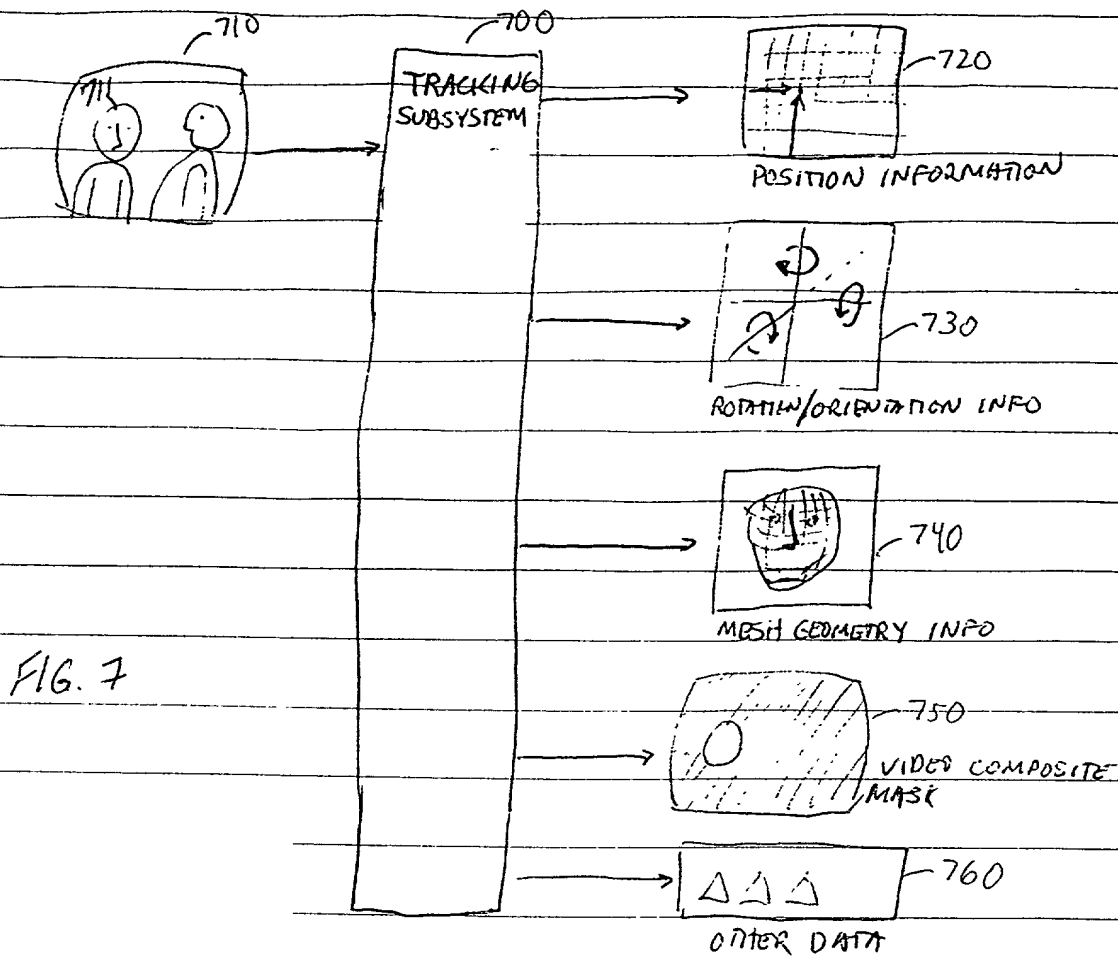 710
711
700
TRACKING
SUBSYSTEM
720
POSITION INFORMATION
730
ROTATION/ORIENTATION INFO
740
MESH GEOMETRY INFO
FIG. 7
750
VIDEO COMPOSITE
MASK
760
OTHER DATA